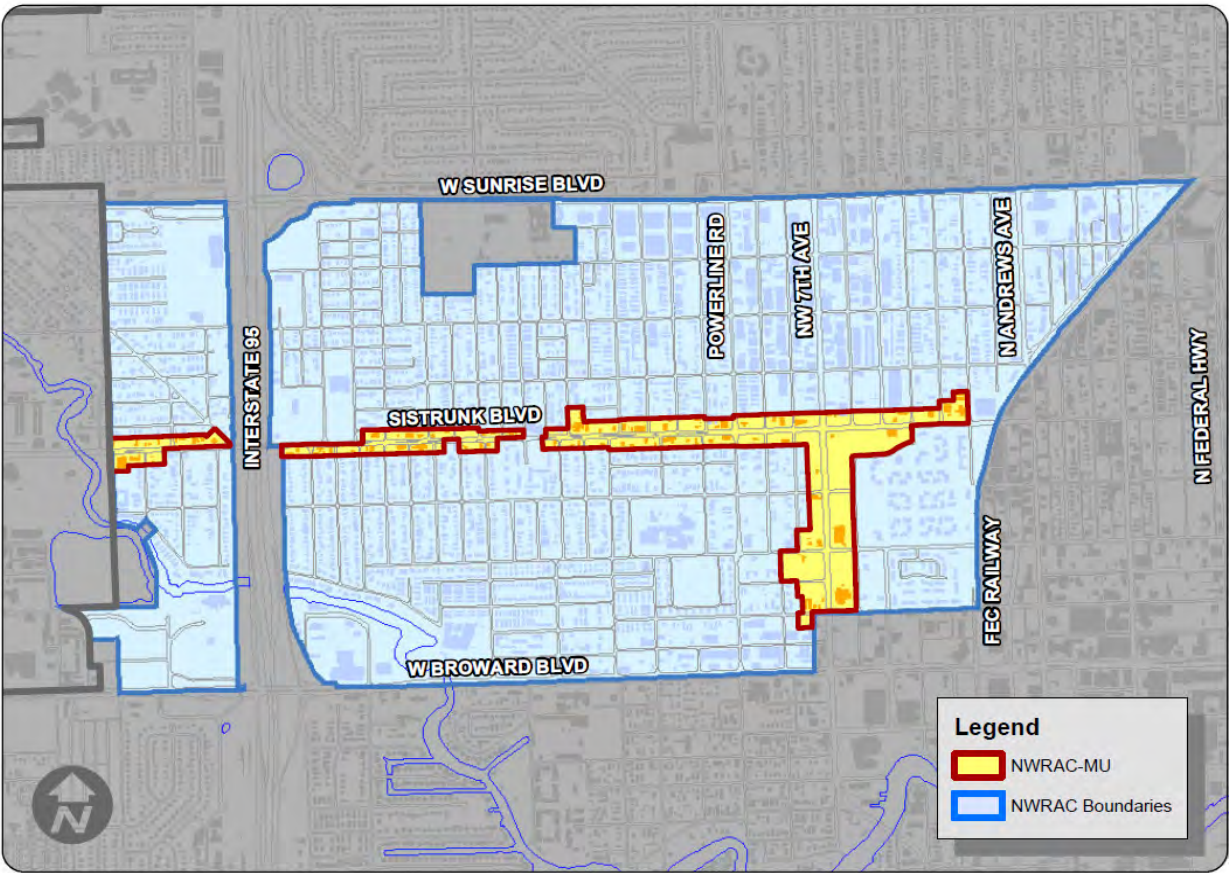 W SUNRISE BLVD
POWERLINE RD
NW 7TH AVE
N ANDREWS AVE
INTERSTATE 95
SISTRUNK BLVD
N FEDERAL HWY
FEC RAILWAY
W BROWARD BLVD
Legend
NWRAC-MU
NWRAC Boundaries
N